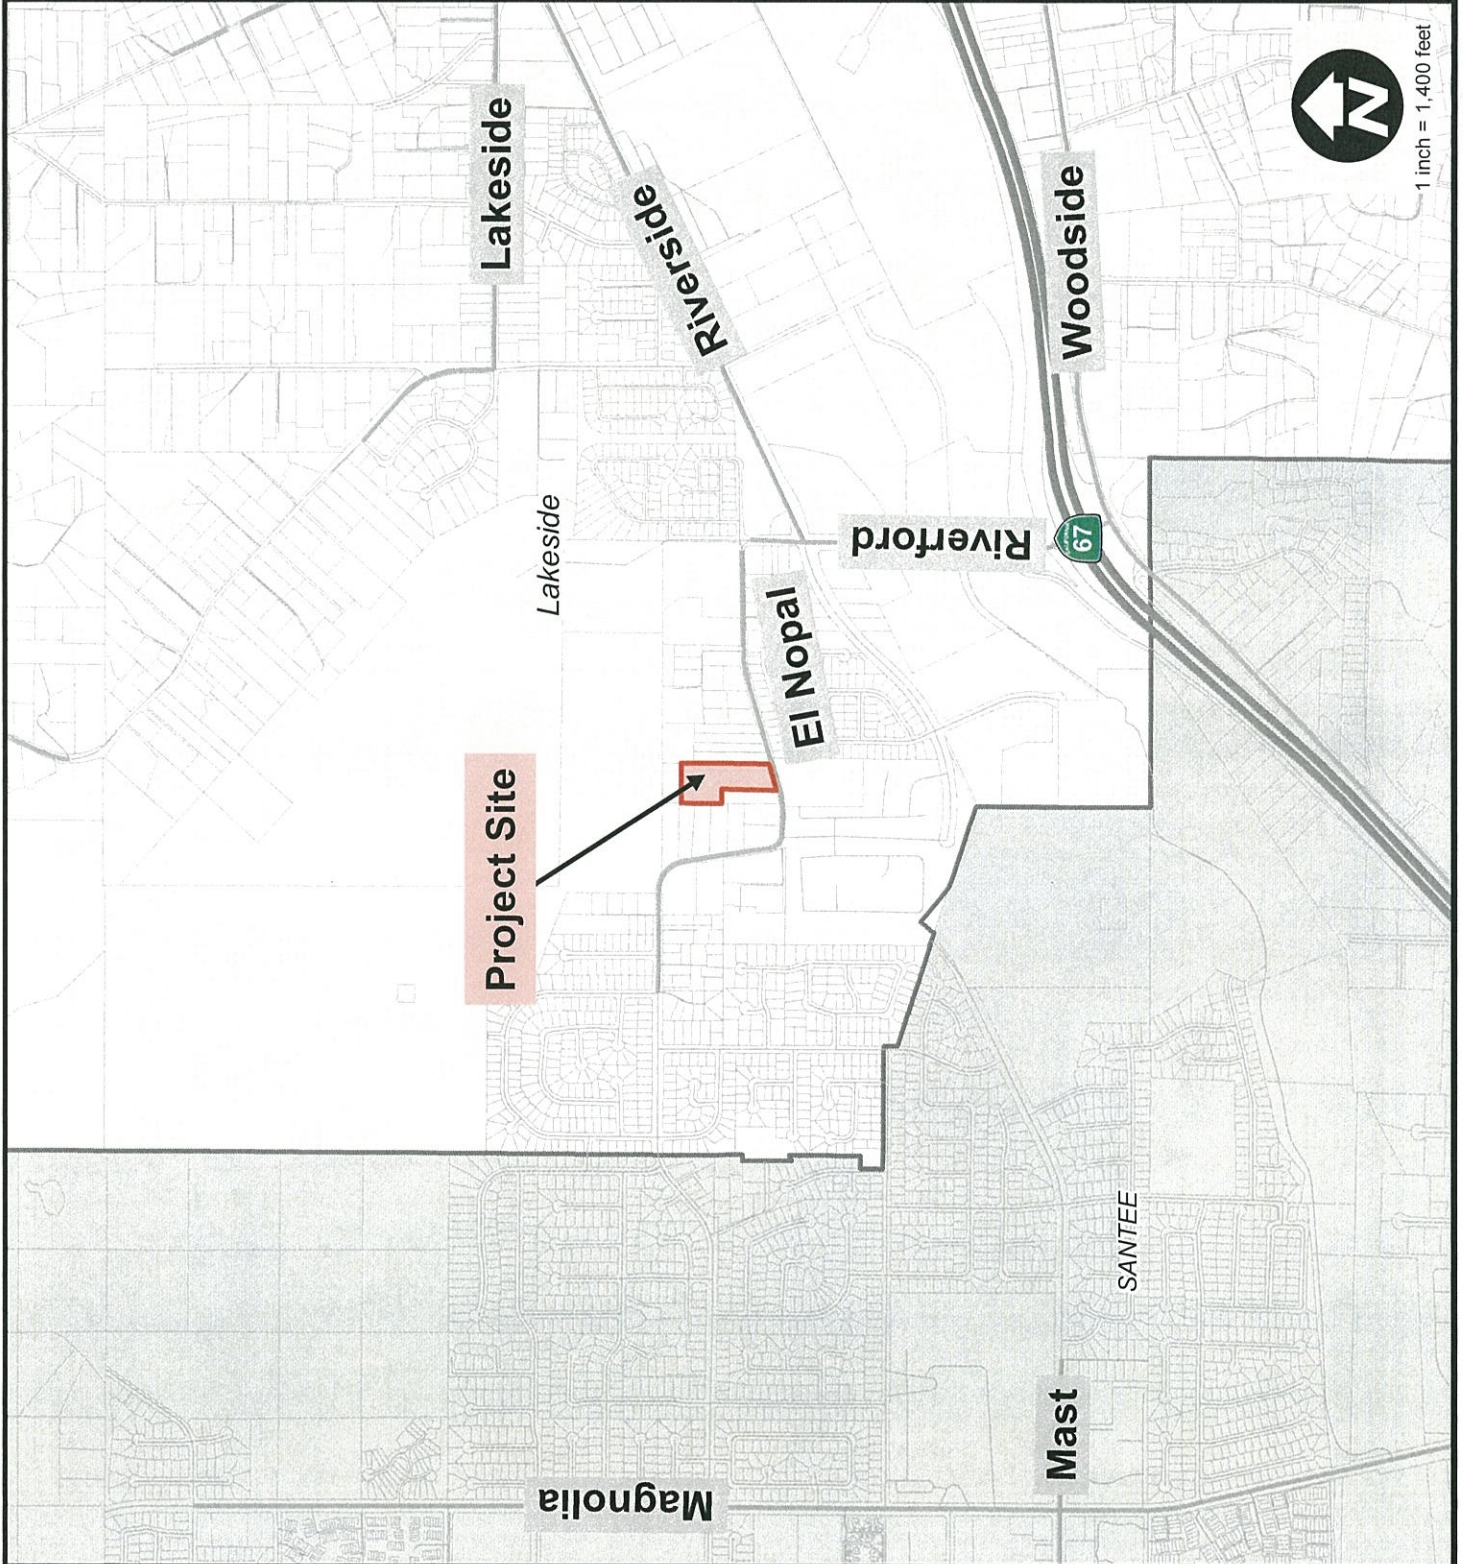 Lakeside
Riverside
Woodside
N
1 inch = 1,400 feet
Lakeside
Riverford
67
El Nopal
Project Site
SANTEE
Magnolia
Mast